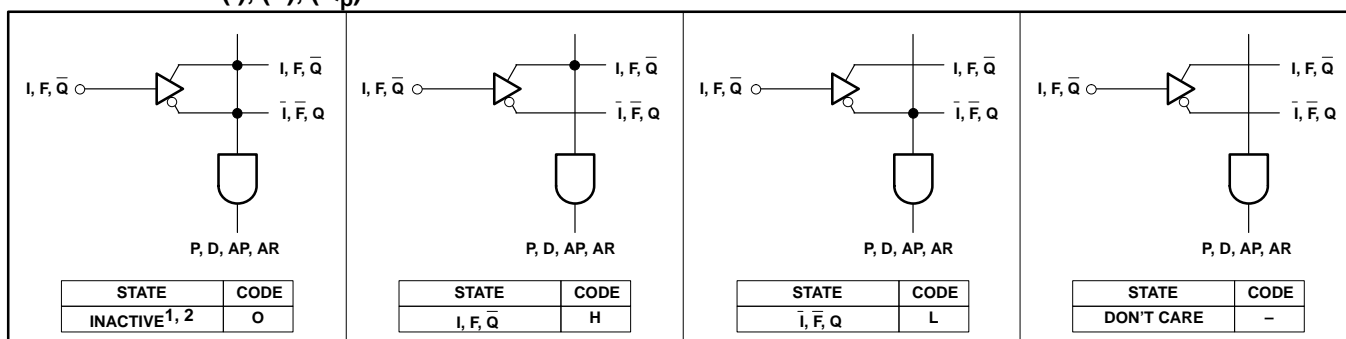 I, F, Q̅
I, F, Q̅
I̅, F̅, Q
P, D, AP, AR
STATE CODE
INACTIVE1, 2 O
I, F, Q̅
I, F, Q̅
I̅, F̅, Q
P, D, AP, AR
STATE CODE
I, F, Q̅ H
I, F, Q̅
I, F, Q̅
I̅, F̅, Q
P, D, AP, AR
STATE CODE
I̅, F̅, Q L
I, F, Q̅
I, F, Q̅
I̅, F̅, Q
P, D, AP, AR
STATE CODE
DON'T CARE –